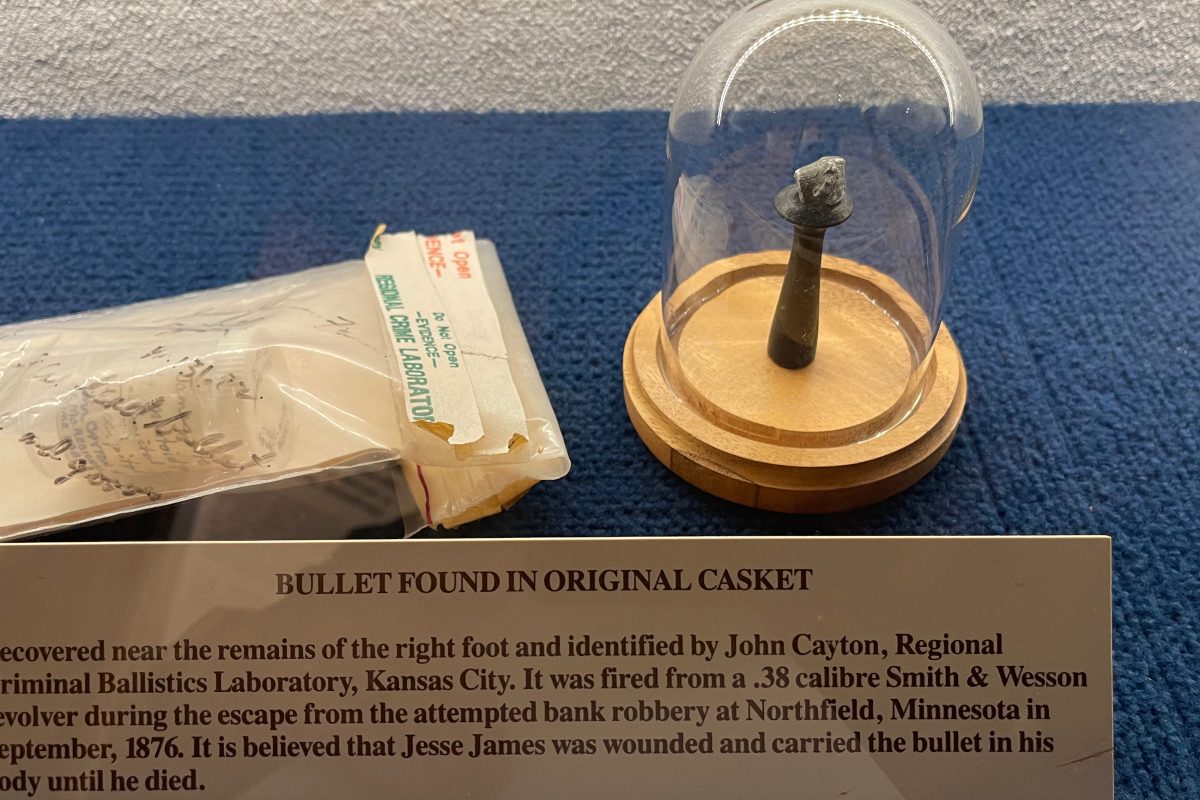 t Open
ENCE—
Do Not Open
—EVIDENCE—
REGIONAL CRIME LABORATO
BULLET FOUND IN ORIGINAL CASKET
ecovered near the remains of the right foot and identified by John Cayton, Regional
riminal Ballistics Laboratory, Kansas City. It was fired from a .38 calibre Smith & Wesson
evolver during the escape from the attempted bank robbery at Northfield, Minnesota in
eptember, 1876. It is believed that Jesse James was wounded and carried the bullet in his
ody until he died.